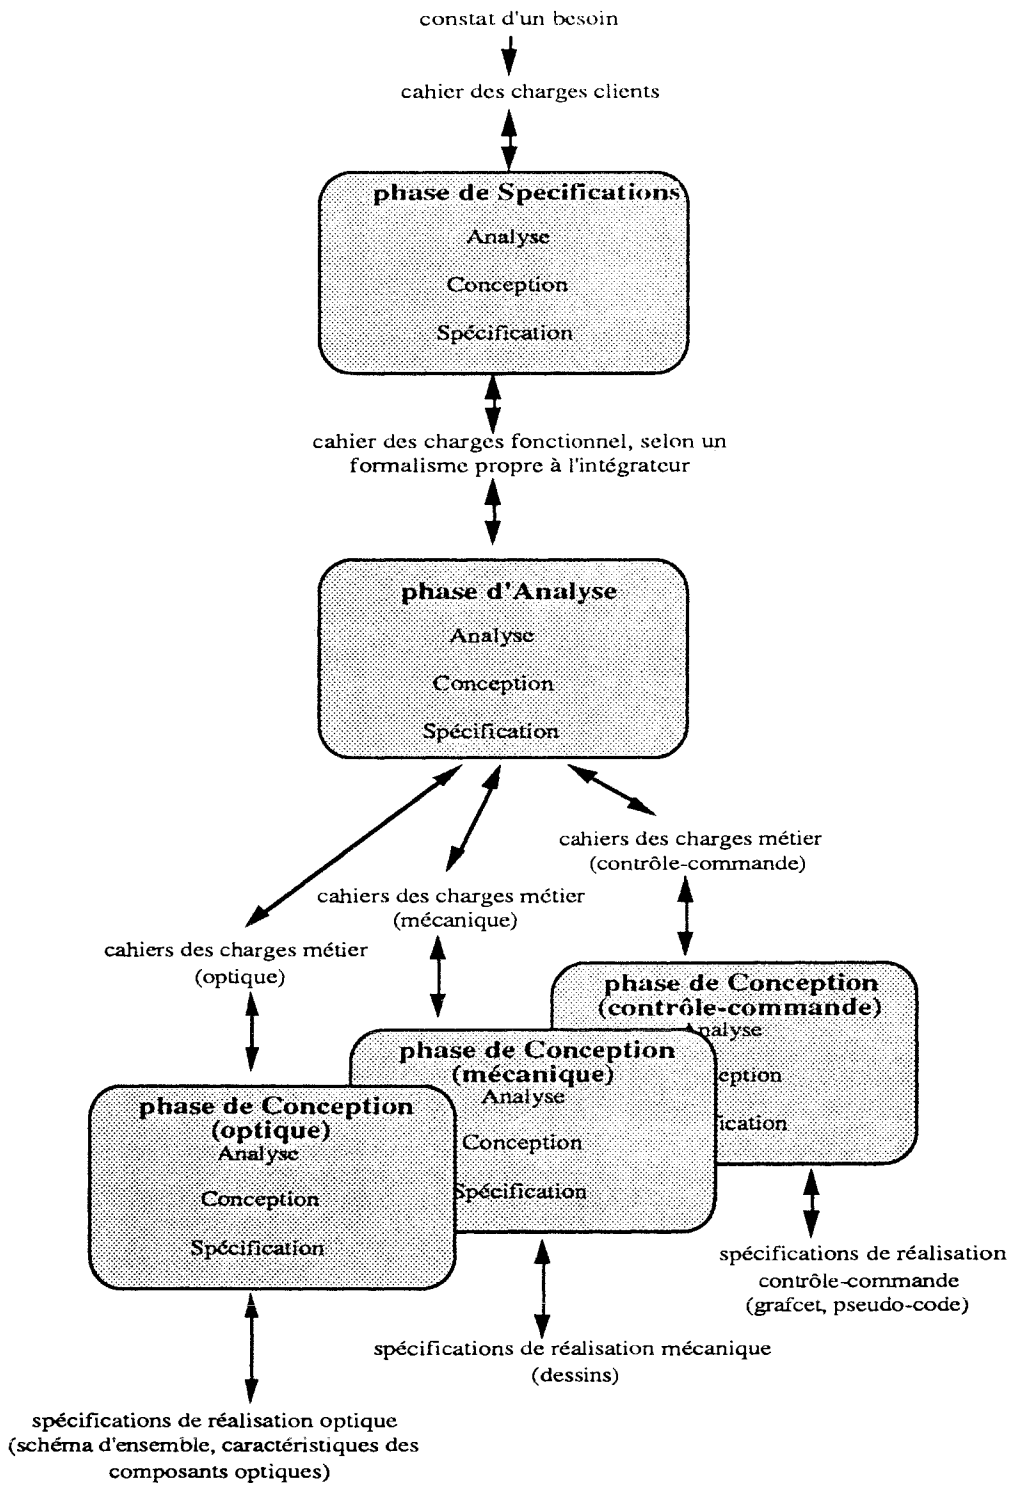 constat d'un besoin
cahier des charges clients
phase de Specifications
Analyse
Conception
Spécification
cahier des charges fonctionnel, selon un
formalisme propre à l'intégrateur
phase d'Analyse
Analyse
Conception
Spécification
cahiers des charges métier
(contrôle-commande)
cahiers des charges métier
(mécanique)
cahiers des charges métier
(optique)
phase de Conception
(contrôle-commande)
Analyse
ception
ication
phase de Conception
(mécanique)
Analyse
Conception
Spécification
phase de Conception
(optique)
Analyse
Conception
Spécification
spécifications de réalisation
contrôle-commande
(grafcet, pseudo-code)
spécifications de réalisation mécanique
(dessins)
spécifications de réalisation optique
(schéma d'ensemble, caractéristiques des
composants optiques)